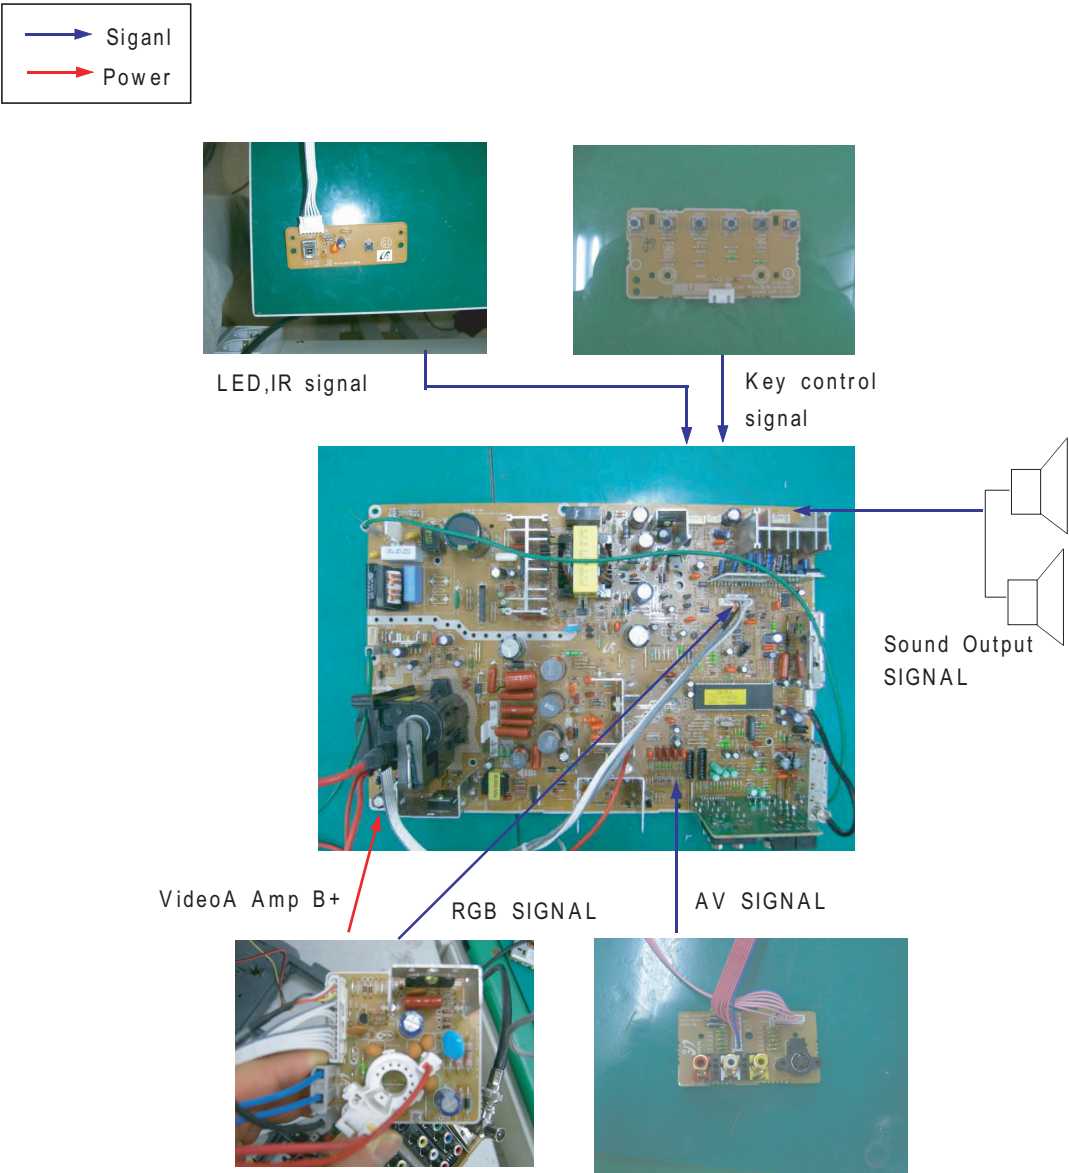 Siganl
Power
LED,IR signal
Key control
signal
Sound Output
SIGNAL
VideoA Amp B+
RGB SIGNAL
AV SIGNAL